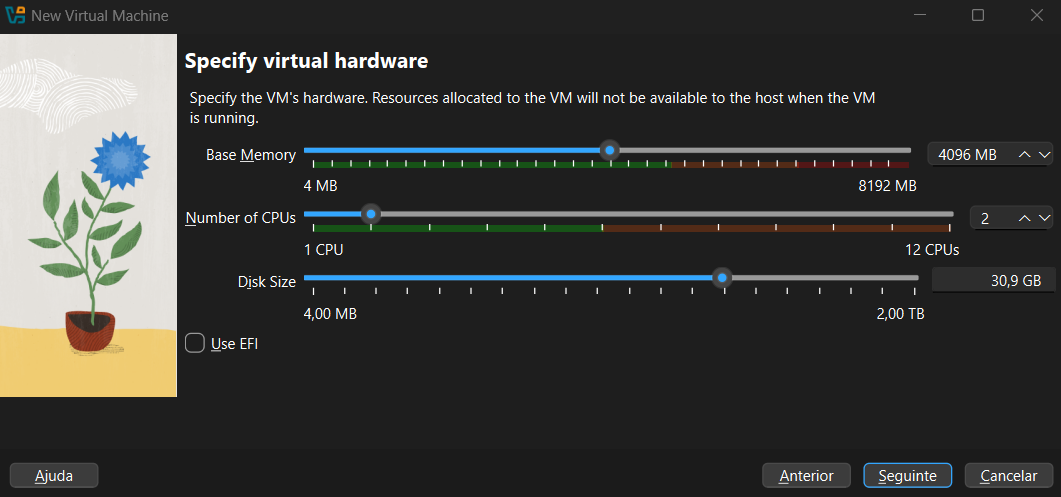 New Virtual Machine
Specify virtual hardware
Specify the VM's hardware. Resources allocated to the VM will not be available to the host when the VM
is running.
Base Memory 4096 MB
4 MB 8192 MB
Number of CPUs 2
1 CPU 12 CPUs
Disk Size 30,9 GB
4,00 MB 2,00 TB
Use EFI
Ajuda Anterior Seguinte Cancelar